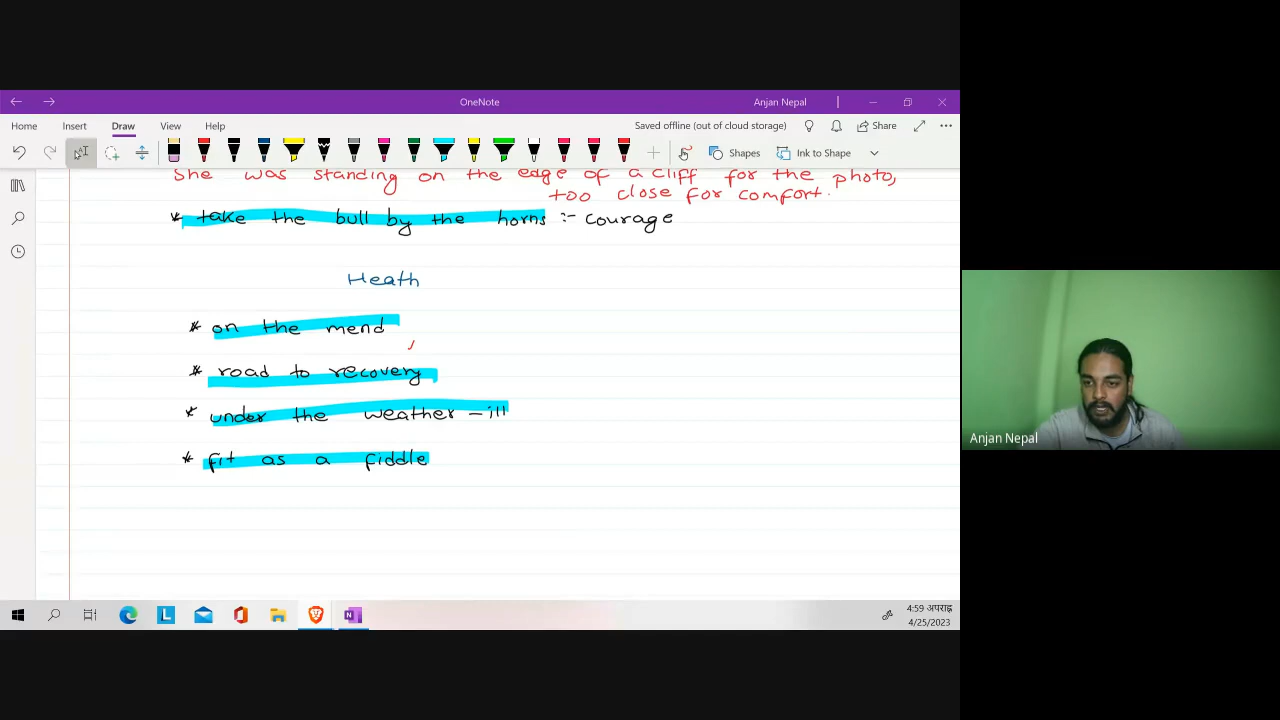 OneNote
Anjan Nepal
Home Insert Draw View Help
Saved offline (out of cloud storage) Share
Shapes Ink to Shape
She was standing on the edge of a cliff for the photo,
too close for comfort.
* take the bull by the horns :- courage
Heath
* on the mend
* road to recovery
* under the weather - ill
* fit as a fiddle
Anjan Nepal
4:59 अपराह्न
4/25/2023